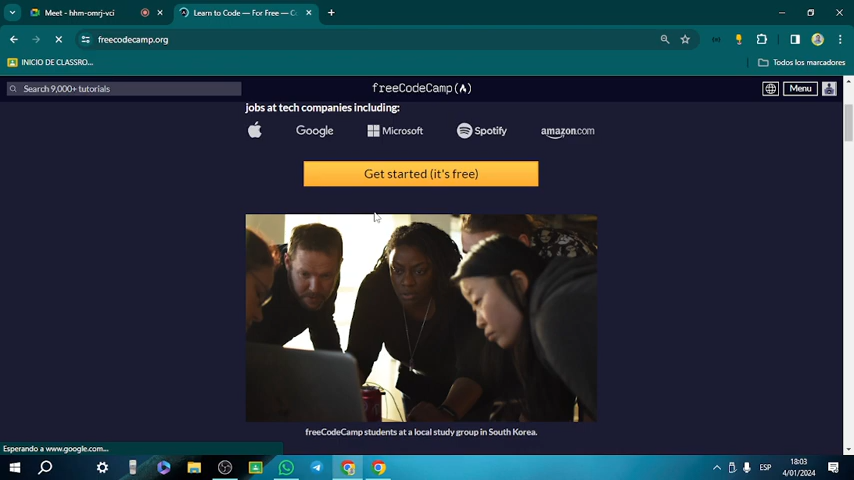 Meet - hhm-omrj-vci
Learn to Code — For Free — Co
freecodecamp.org
INICIO DE CLASSRO...
Todos los marcadores
Search 9,000+ tutorials
freeCodeCamp
Menu
jobs at tech companies including:
Google
Microsoft
Spotify
amazon.com
Get started (it's free)
freeCodeCamp students at a local study group in South Korea.
Esperando a www.google.com...
ESP
18:03
4/01/2024